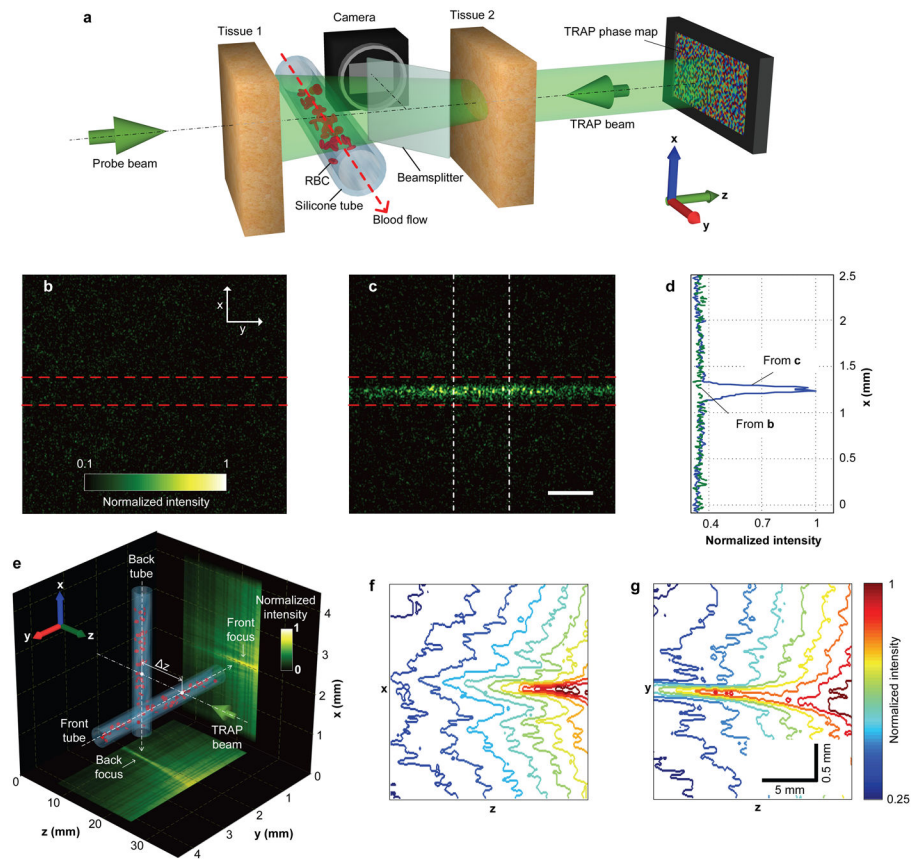 a
Tissue 1
Camera
Tissue 2
TRAP phase map
Probe beam
RBC
Silicone tube
Blood flow
Beamsplitter
TRAP beam
x
z
y
b
x
y
0.1
1
Normalized intensity
c
d
2.5
2
1.5
1
0.5
0
x (mm)
From c
From b
0.4
0.7
1
Normalized intensity
e
x
y
z
Back
tube
Normalized
intensity
1
0
Front
focus
Δz
Front
tube
TRAP
beam
Back
focus
4
3
2
1
0
x (mm)
0
10
20
30
z (mm)
4
3
2
1
y (mm)
f
x
z
g
y
z
5 mm
0.5 mm
1
0.25
Normalized intensity